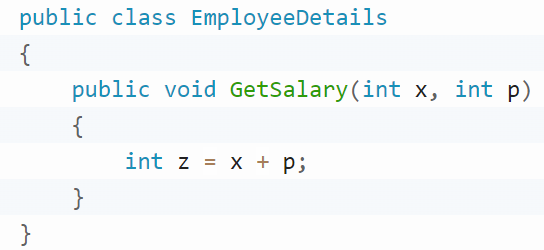 public class EmployeeDetails
{
    public void GetSalary(int x, int p)
    {
        int z = x + p;
    }
}